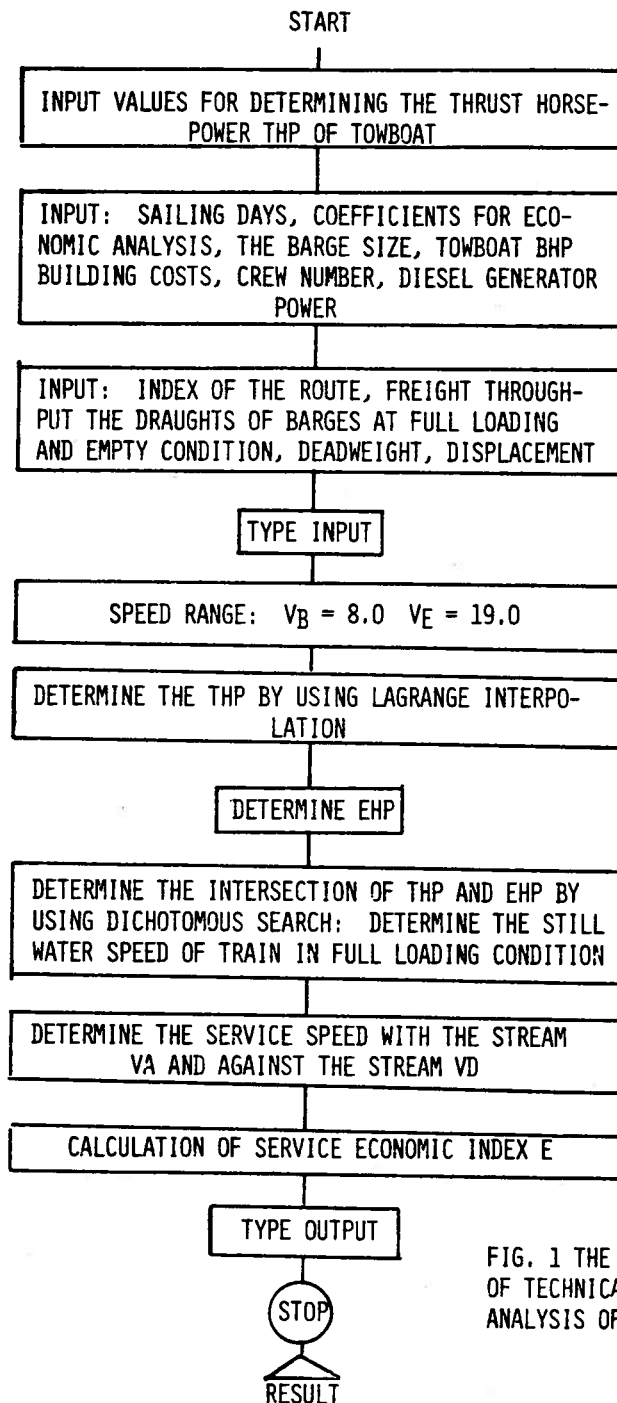 START
INPUT VALUES FOR DETERMINING THE THRUST HORSE-
POWER THP OF TOWBOAT
INPUT: SAILING DAYS, COEFFICIENTS FOR ECO-
NOMIC ANALYSIS, THE BARGE SIZE, TOWBOAT BHP
BUILDING COSTS, CREW NUMBER, DIESEL GENERATOR
POWER
INPUT: INDEX OF THE ROUTE, FREIGHT THROUGH-
PUT THE DRAUGHTS OF BARGES AT FULL LOADING
AND EMPTY CONDITION, DEADWEIGHT, DISPLACEMENT
TYPE INPUT
SPEED RANGE: VB = 8.0 VE = 19.0
DETERMINE THE THP BY USING LAGRANGE INTERPO-
LATION
DETERMINE EHP
DETERMINE THE INTERSECTION OF THP AND EHP BY
USING DICHOTOMOUS SEARCH: DETERMINE THE STILL
WATER SPEED OF TRAIN IN FULL LOADING CONDITION
DETERMINE THE SERVICE SPEED WITH THE STREAM
VA AND AGAINST THE STREAM VD
CALCULATION OF SERVICE ECONOMIC INDEX E
TYPE OUTPUT
STOP
RESULT
FIG. 1 THE
OF TECHNICA
ANALYSIS OF